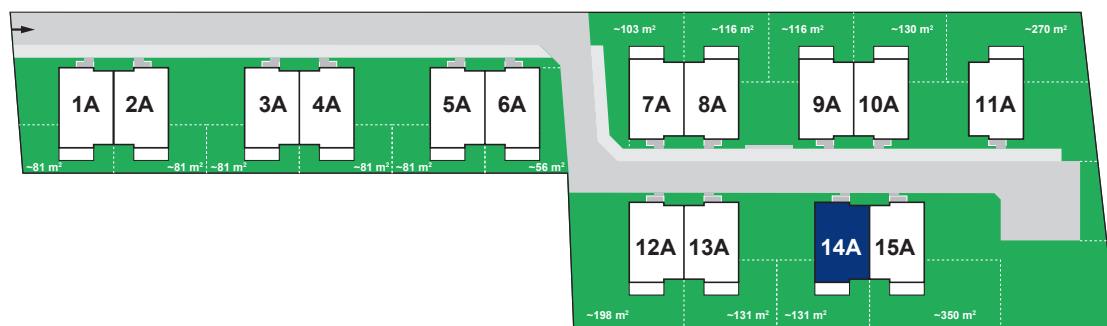 ~103 m²
~116 m²
~116 m²
~130 m²
~270 m²
1A
2A
3A
4A
5A
6A
7A
8A
9A
10A
11A
~81 m²
~81 m²
~81 m²
~81 m²
~81 m²
~56 m²
12A
13A
14A
15A
~198 m²
~131 m²
~131 m²
~350 m²